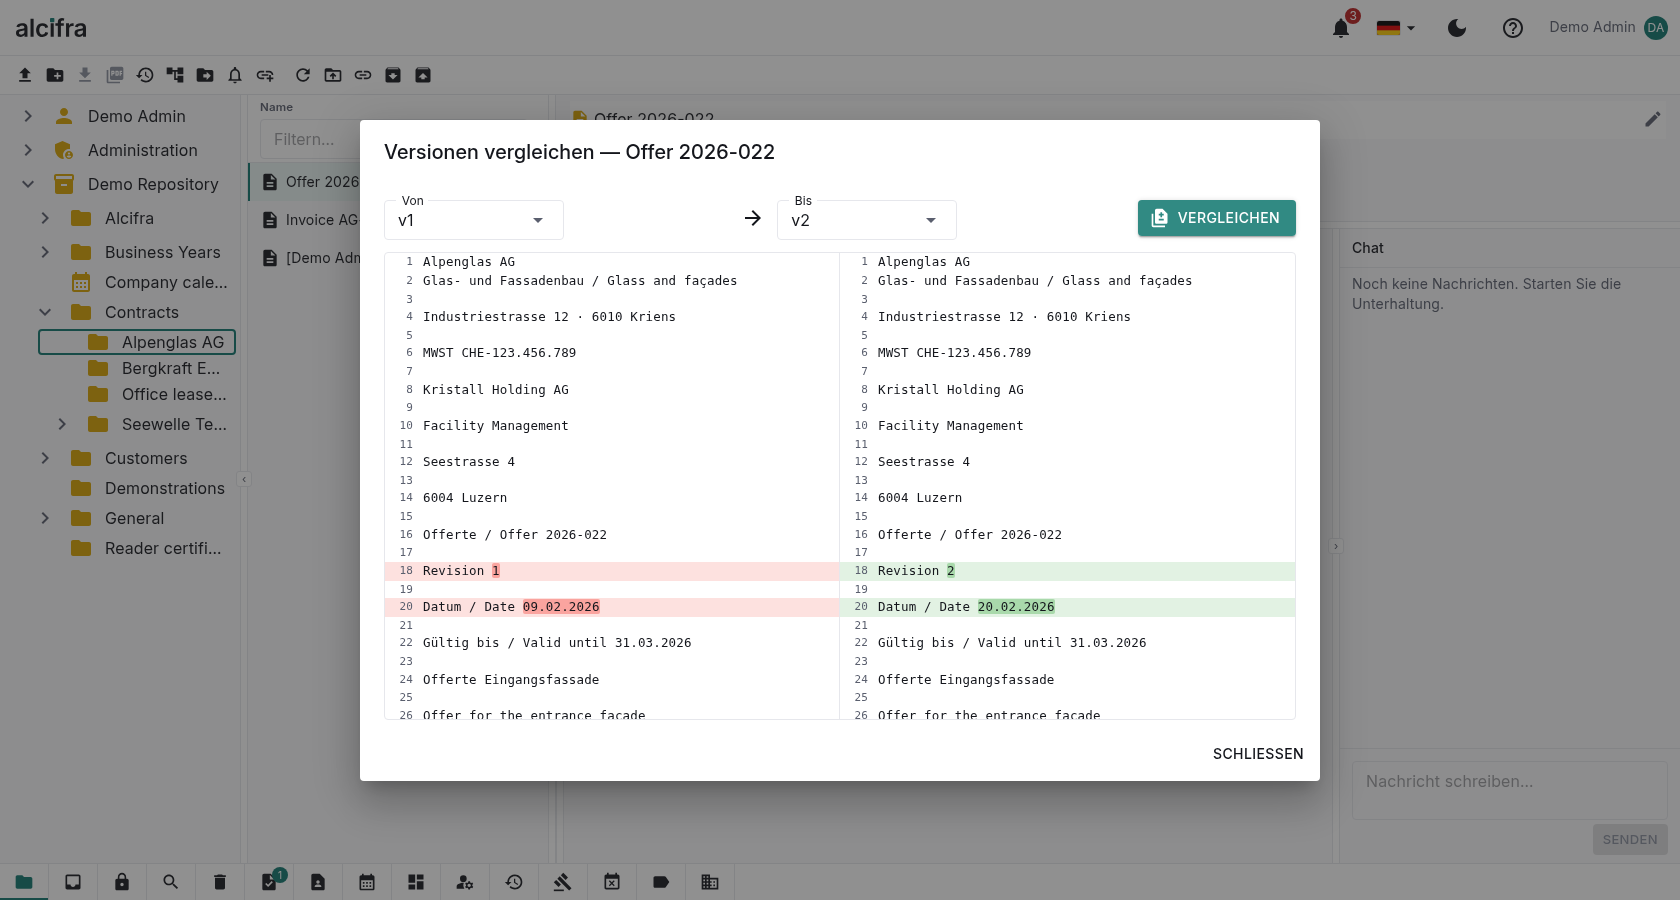 alcifra
3
Demo Admin
DA
PDF
Demo Admin
Administration
Demo Repository
Alcifra
Business Years
Company cale...
Contracts
Alpenglas AG
Bergkraft E...
Office lease...
Seewelle Te...
Customers
Demonstrations
General
Reader certifi...
Name
Filtern...
Offer 2026
Invoice AG
[Demo Adn
Offer 2026-022
Versionen vergleichen — Offer 2026-022
Von
v1
Bis
v2
VERGLEICHEN
1 Alpenglas AG
2 Glas- und Fassadenbau / Glass and façades
3
4 Industriestrasse 12 · 6010 Kriens
5
6 MWST CHE-123.456.789
7
8 Kristall Holding AG
9
10 Facility Management
11
12 Seestrasse 4
13
14 6004 Luzern
15
16 Offerte / Offer 2026-022
17
18 Revision 1
19
20 Datum / Date 09.02.2026
21
22 Gültig bis / Valid until 31.03.2026
23
24 Offerte Eingangsfassade
25
26 Offer for the entrance facade
1 Alpenglas AG
2 Glas- und Fassadenbau / Glass and façades
3
4 Industriestrasse 12 · 6010 Kriens
5
6 MWST CHE-123.456.789
7
8 Kristall Holding AG
9
10 Facility Management
11
12 Seestrasse 4
13
14 6004 Luzern
15
16 Offerte / Offer 2026-022
17
18 Revision 2
19
20 Datum / Date 20.02.2026
21
22 Gültig bis / Valid until 31.03.2026
23
24 Offerte Eingangsfassade
25
26 Offer for the entrance facade
SCHLIESSEN
Chat
Noch keine Nachrichten. Starten Sie die
Unterhaltung.
Nachricht schreiben...
SENDEN
1